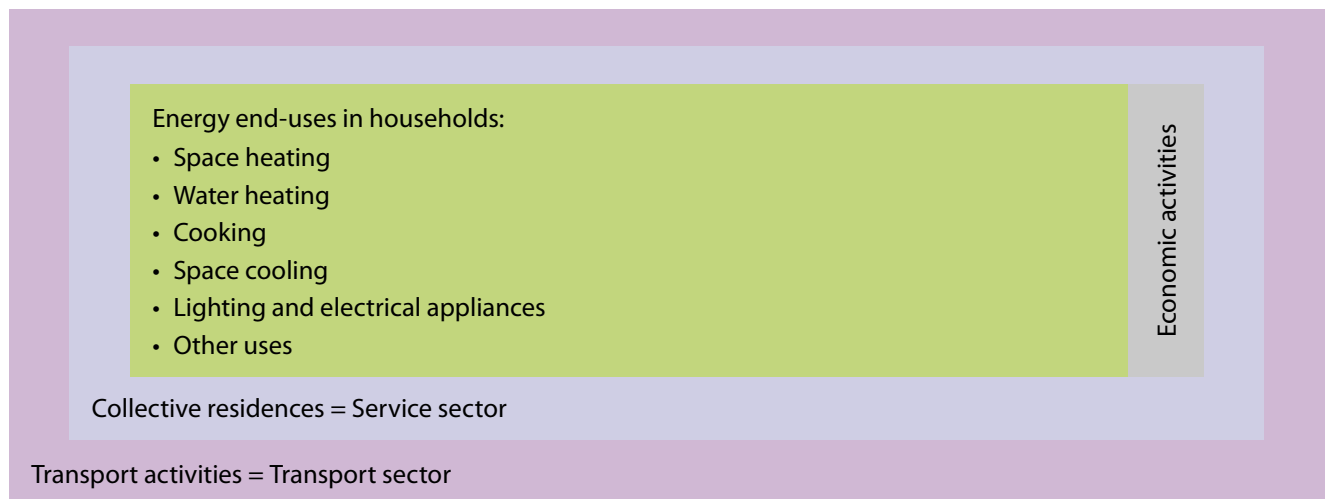 Energy end-uses in households:
• Space heating
• Water heating
• Cooking
• Space cooling
• Lighting and electrical appliances
• Other uses
Economic activities
Collective residences = Service sector
Transport activities = Transport sector